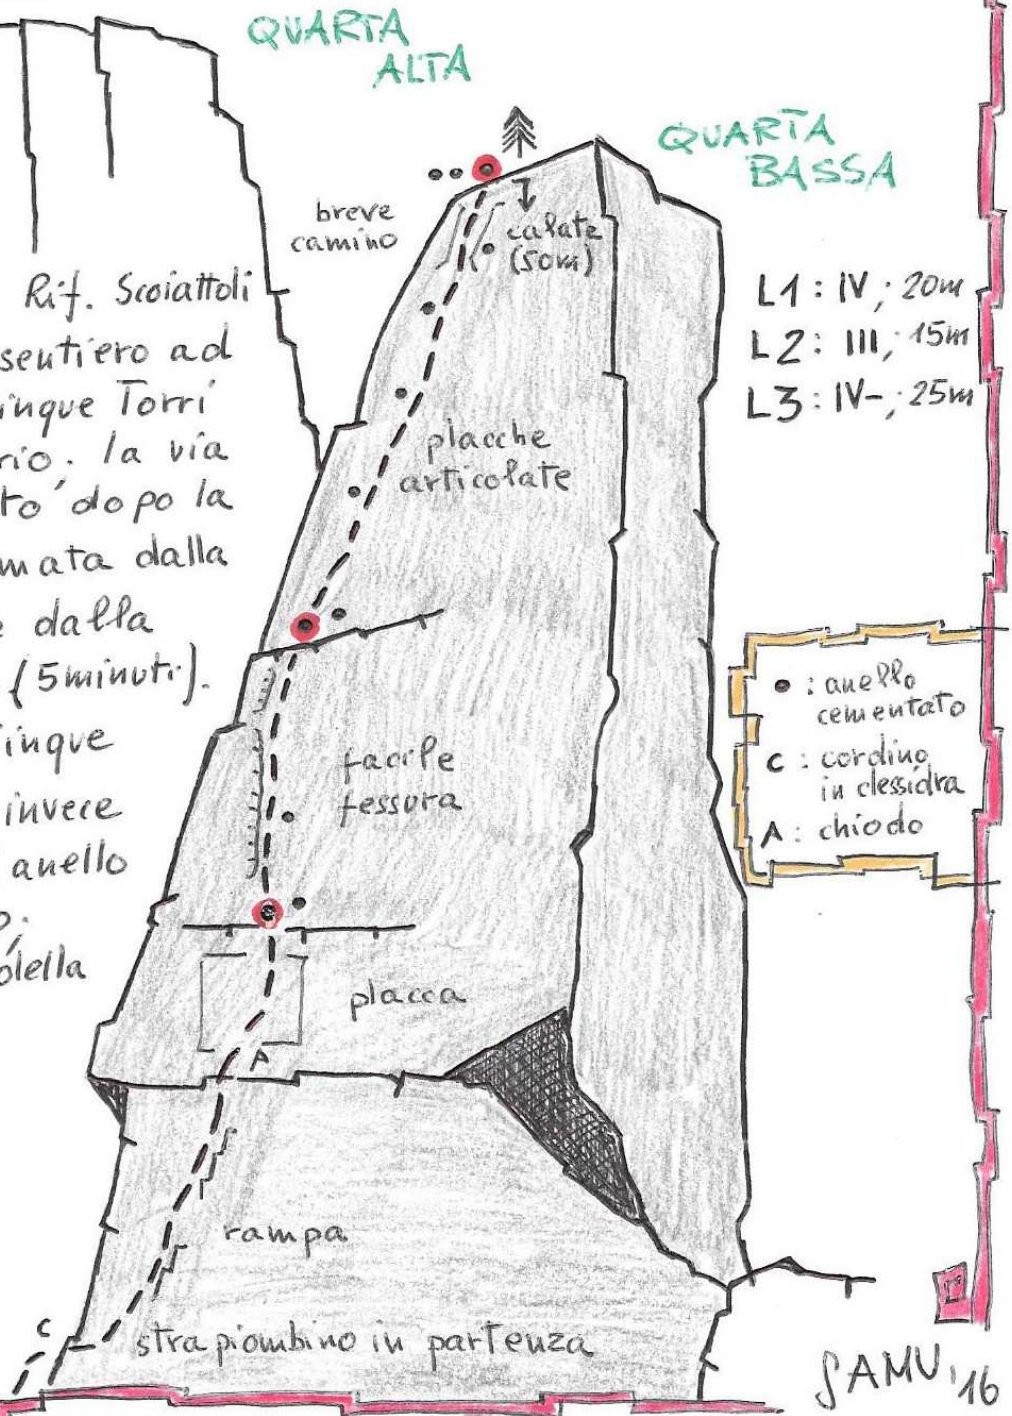 QUARTA
ALTA
QUARTA
BASSA
breve
camino
calate
(50m)
Rif. Scoiattoli
sentiero ad
inque Torri
rio. la via
to dopo la
mata dalla
e dalla
(5minuti).
inque
invece
anello
o.
olella
L1: IV; 20m
L2: III; 15m
L3: IV-; 25m
placche
articolate
facile
fessura
placca
A
rampa
C
strapiombino in partenza
• : anello
cementato
C : cordino
in clessidra
A : chiodo
SAMU '16